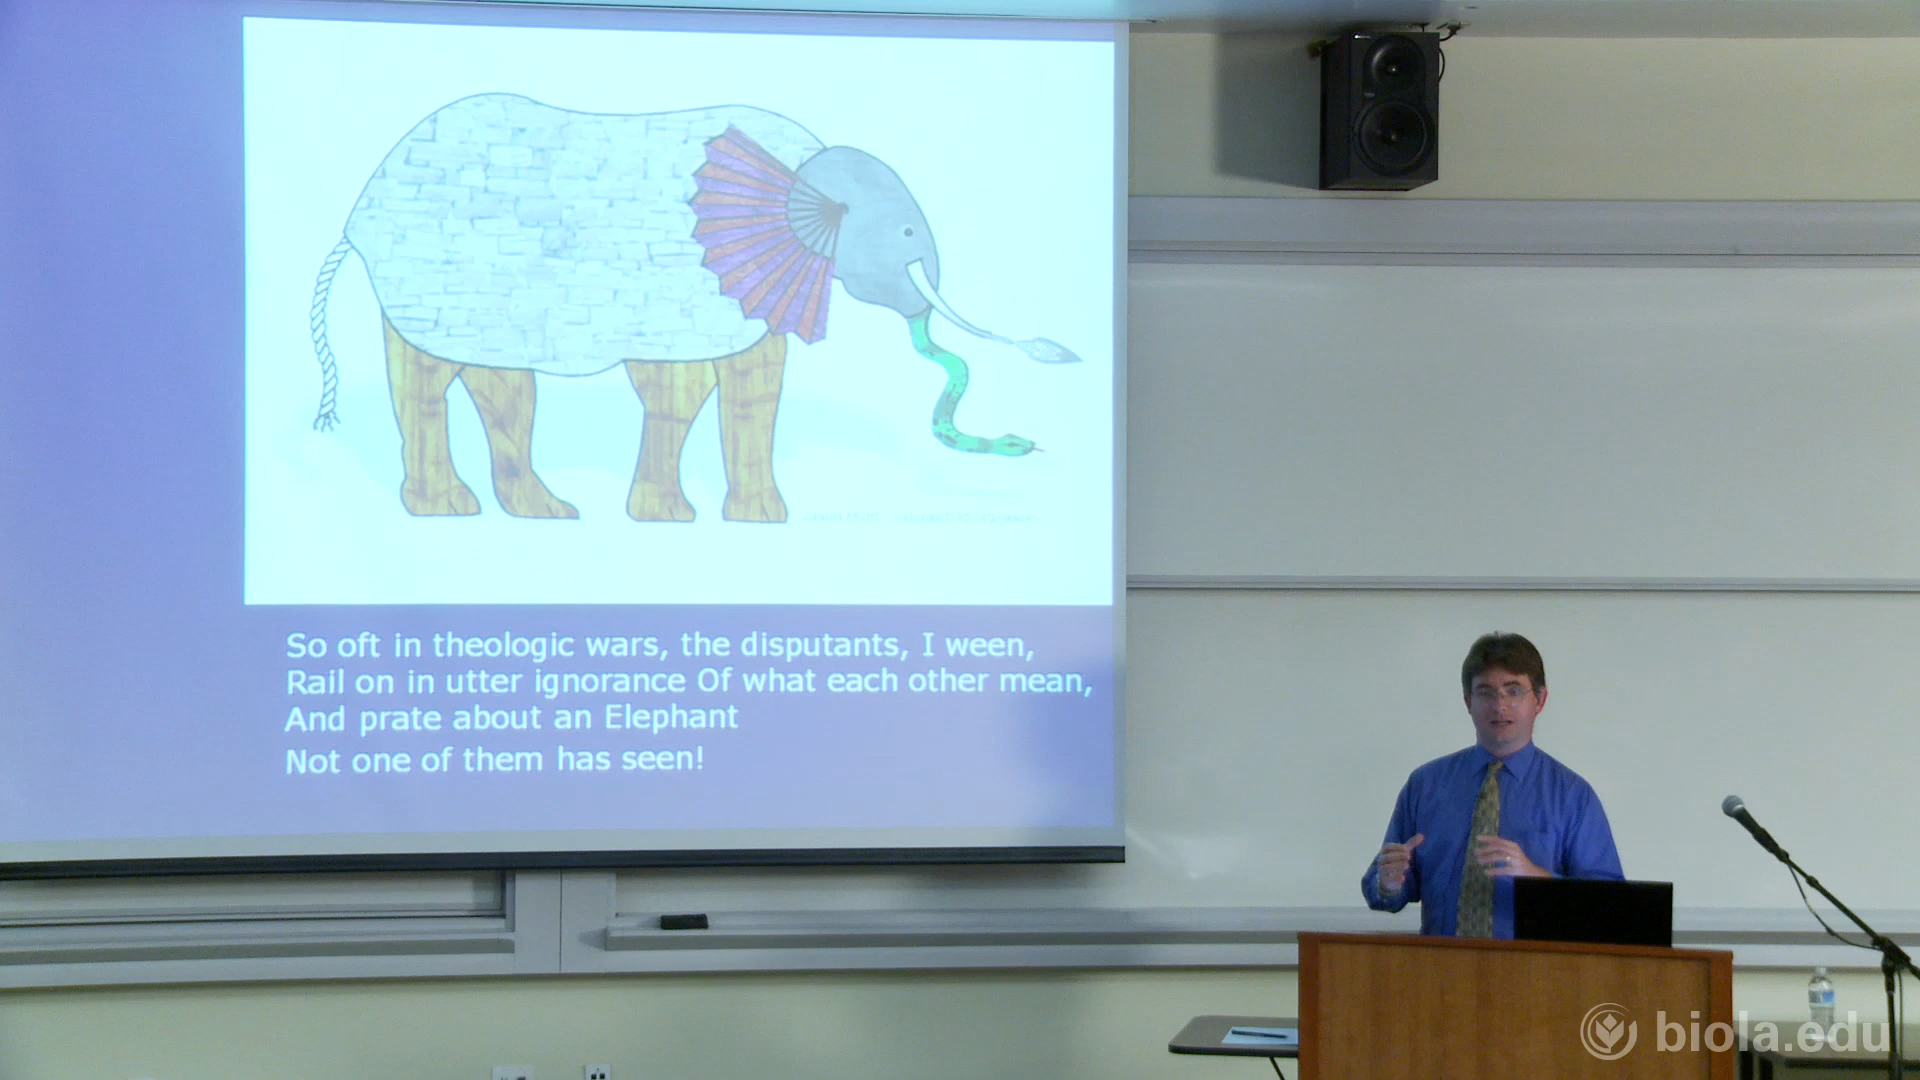 So oft in theologic wars, the disputants, I ween,
Rail on in utter ignorance Of what each other mean,
And prate about an Elephant
Not one of them has seen!
biola.edu